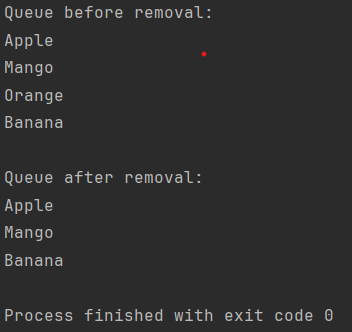 Queue before removal:
Apple
Mango
Orange
Banana
Queue after removal:
Apple
Mango
Banana
Process finished with exit code 0